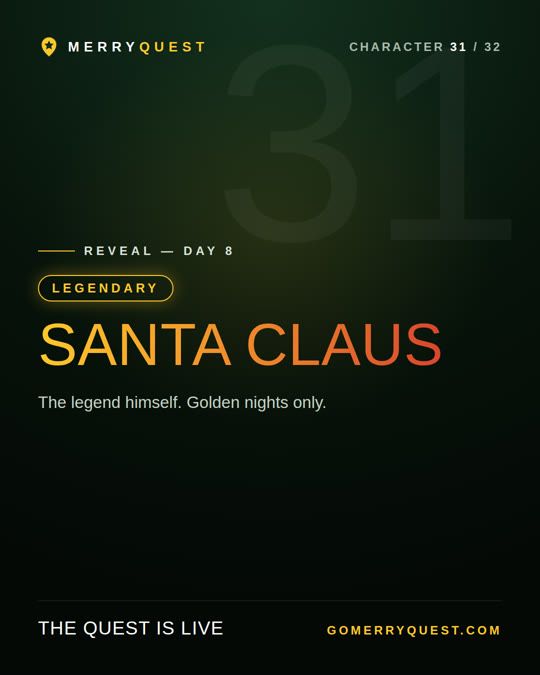 MERRYQUEST
CHARACTER 31 / 32
31
REVEAL — DAY 8
LEGENDARY
SANTA CLAUS
The legend himself. Golden nights only.
THE QUEST IS LIVE
GOMERRYQUEST.COM